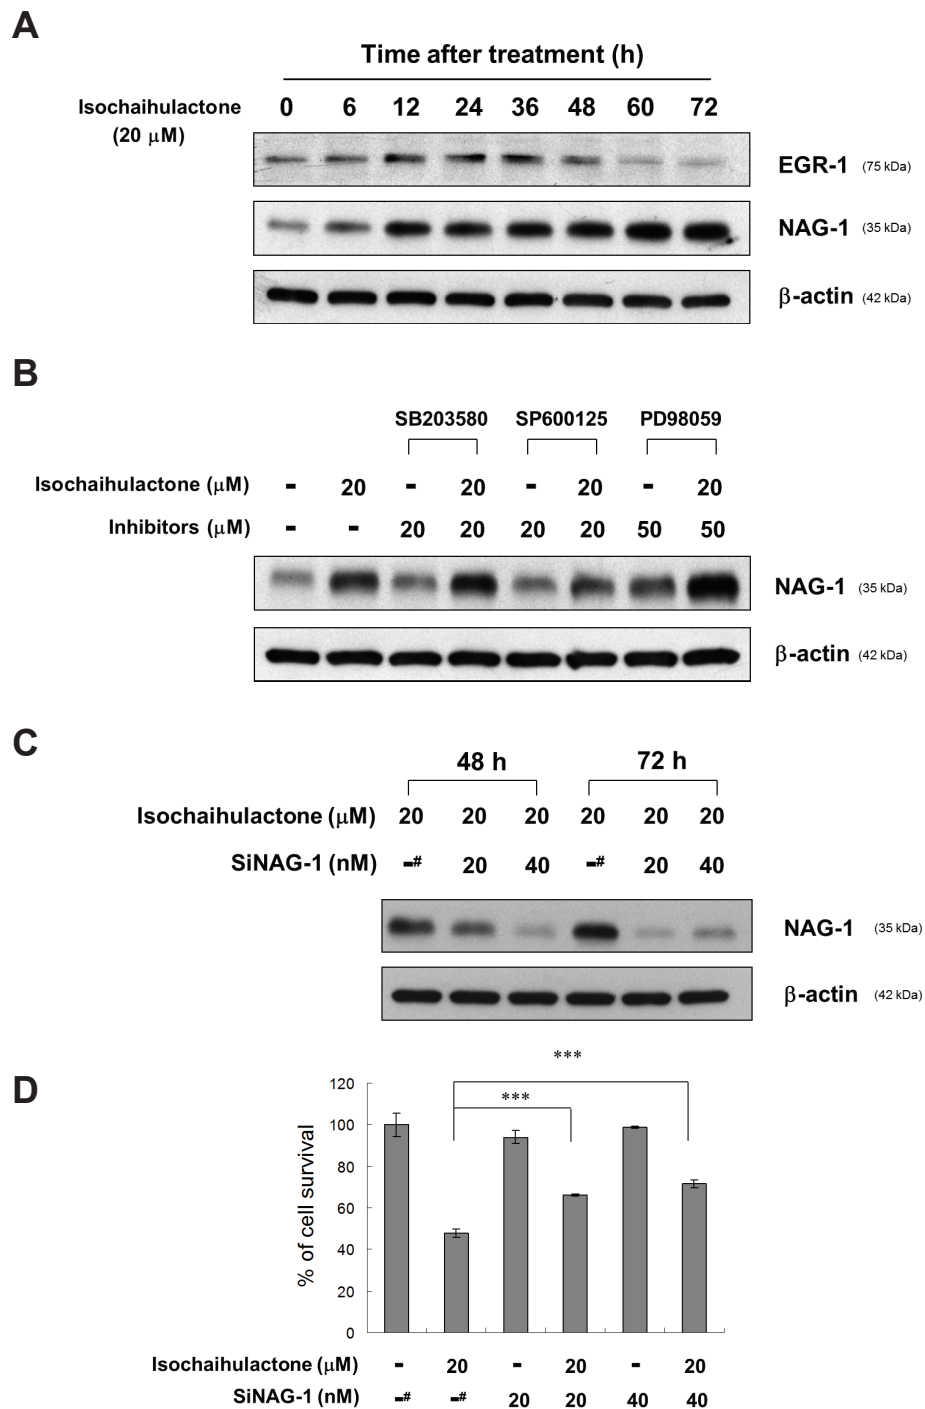 A
Time after treatment (h)
Isochaihulactone 0 6 12 24 36 48 60 72
(20 μM)
EGR-1 (75 kDa)
NAG-1 (35 kDa)
β-actin (42 kDa)
B
SB203580 SP600125 PD98059
Isochaihulactone (μM) - 20 - 20 - 20 - 20
Inhibitors (μM) - - 20 20 20 20 50 50
NAG-1 (35 kDa)
β-actin (42 kDa)
C
48 h 72 h
Isochaihulactone (μM) 20 20 20 20 20 20
SiNAG-1 (nM) -# 20 40 -# 20 40
NAG-1 (35 kDa)
β-actin (42 kDa)
D
***
***
% of cell survival
120
100
80
60
40
20
0
Isochaihulactone (μM) - 20 - 20 - 20
SiNAG-1 (nM) -# -# 20 20 40 40